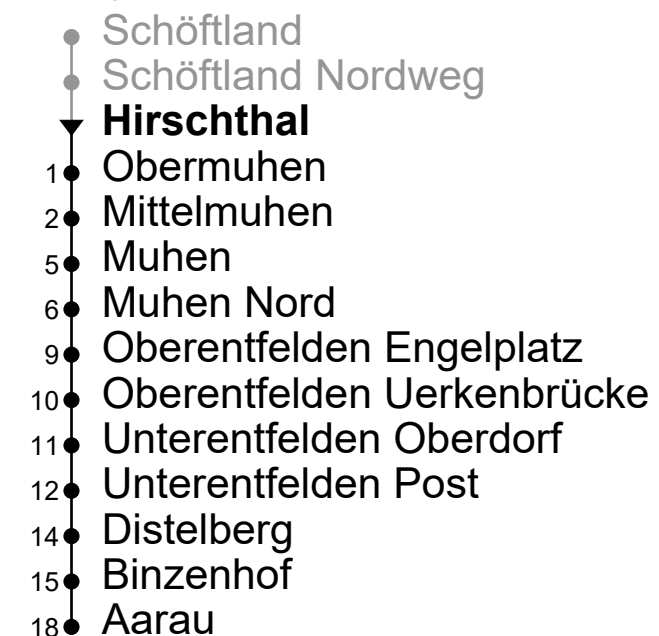 Schöftland
Schöftland Nordweg
Hirschthal
1 Obermuhen
2 Mittelmuhen
5 Muhen
6 Muhen Nord
9 Oberentfelden Engelplatz
10 Oberentfelden Uerkenbrücke
11 Unterentfelden Oberdorf
12 Unterentfelden Post
14 Distelberg
15 Binzenhof
18 Aarau